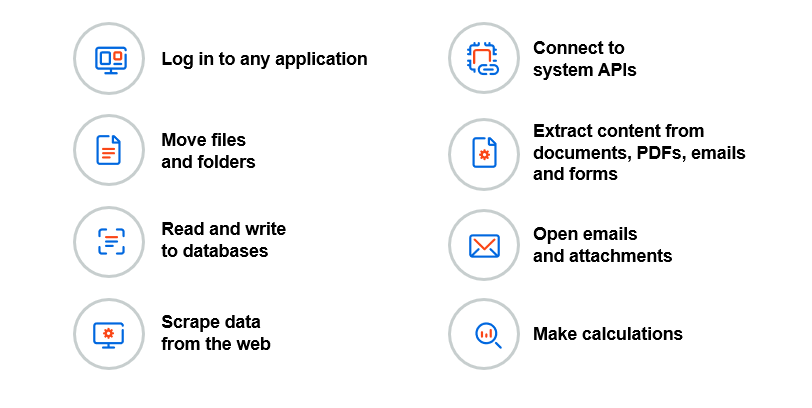 Log in to any application
Move files
and folders
Read and write
to databases
Scrape data
from the web
Connect to
system APIs
Extract content from
documents, PDFs, emails
and forms
Open emails
and attachments
Make calculations